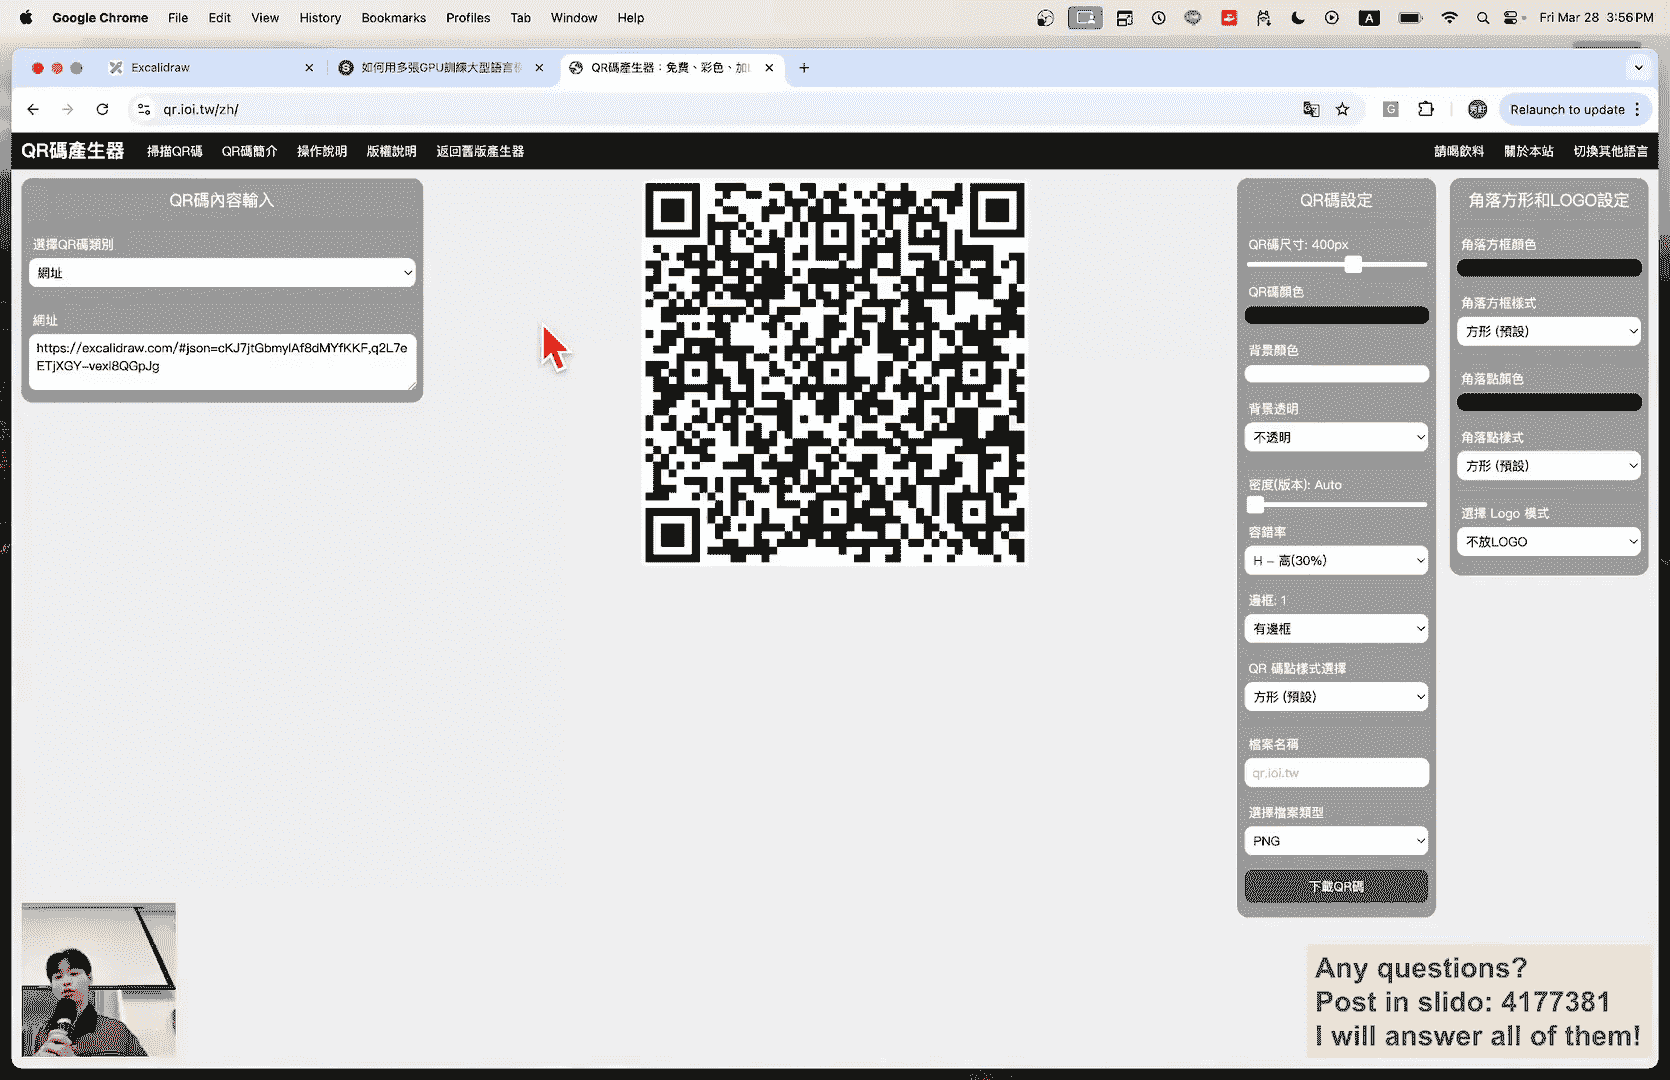 Google Chrome File Edit View History Bookmarks Profiles Tab Window Help
A
Fri Mar 28 3:56 PM
Excalidraw
如何用多張GPU訓練大型語言
QR碼產生器：免費、彩色、加
qr.ioi.tw/zh/
G
Relaunch to update
QR碼產生器 掃描QR碼 QR碼簡介 操作說明 版權說明 返回舊版產生器
請喝飲料 關於本站 切換其他語言
QR碼內容輸入
選擇QR碼類別
網址
網址
https://excalidraw.com/#json=cKJ7jtGbmylAf8dMYfKKF,q2L7e
ETjXGY-vexl8QGpJg
QR碼設定
QR碼尺寸: 400px
QR碼顏色
背景顏色
背景透明
不透明
密度(版本): Auto
容錯率
H - 高(30%)
邊框: 1
有邊框
QR 碼點樣式選擇
方形 (預設)
檔案名稱
qr.ioi.tw
選擇檔案類型
PNG
下載QR碼
角落方形和LOGO設定
角落方框顏色
角落方框樣式
方形 (預設)
角落點顏色
角落點樣式
方形 (預設)
選擇 Logo 模式
不放LOGO
Any questions?
Post in slido: 4177381
I will answer all of them!